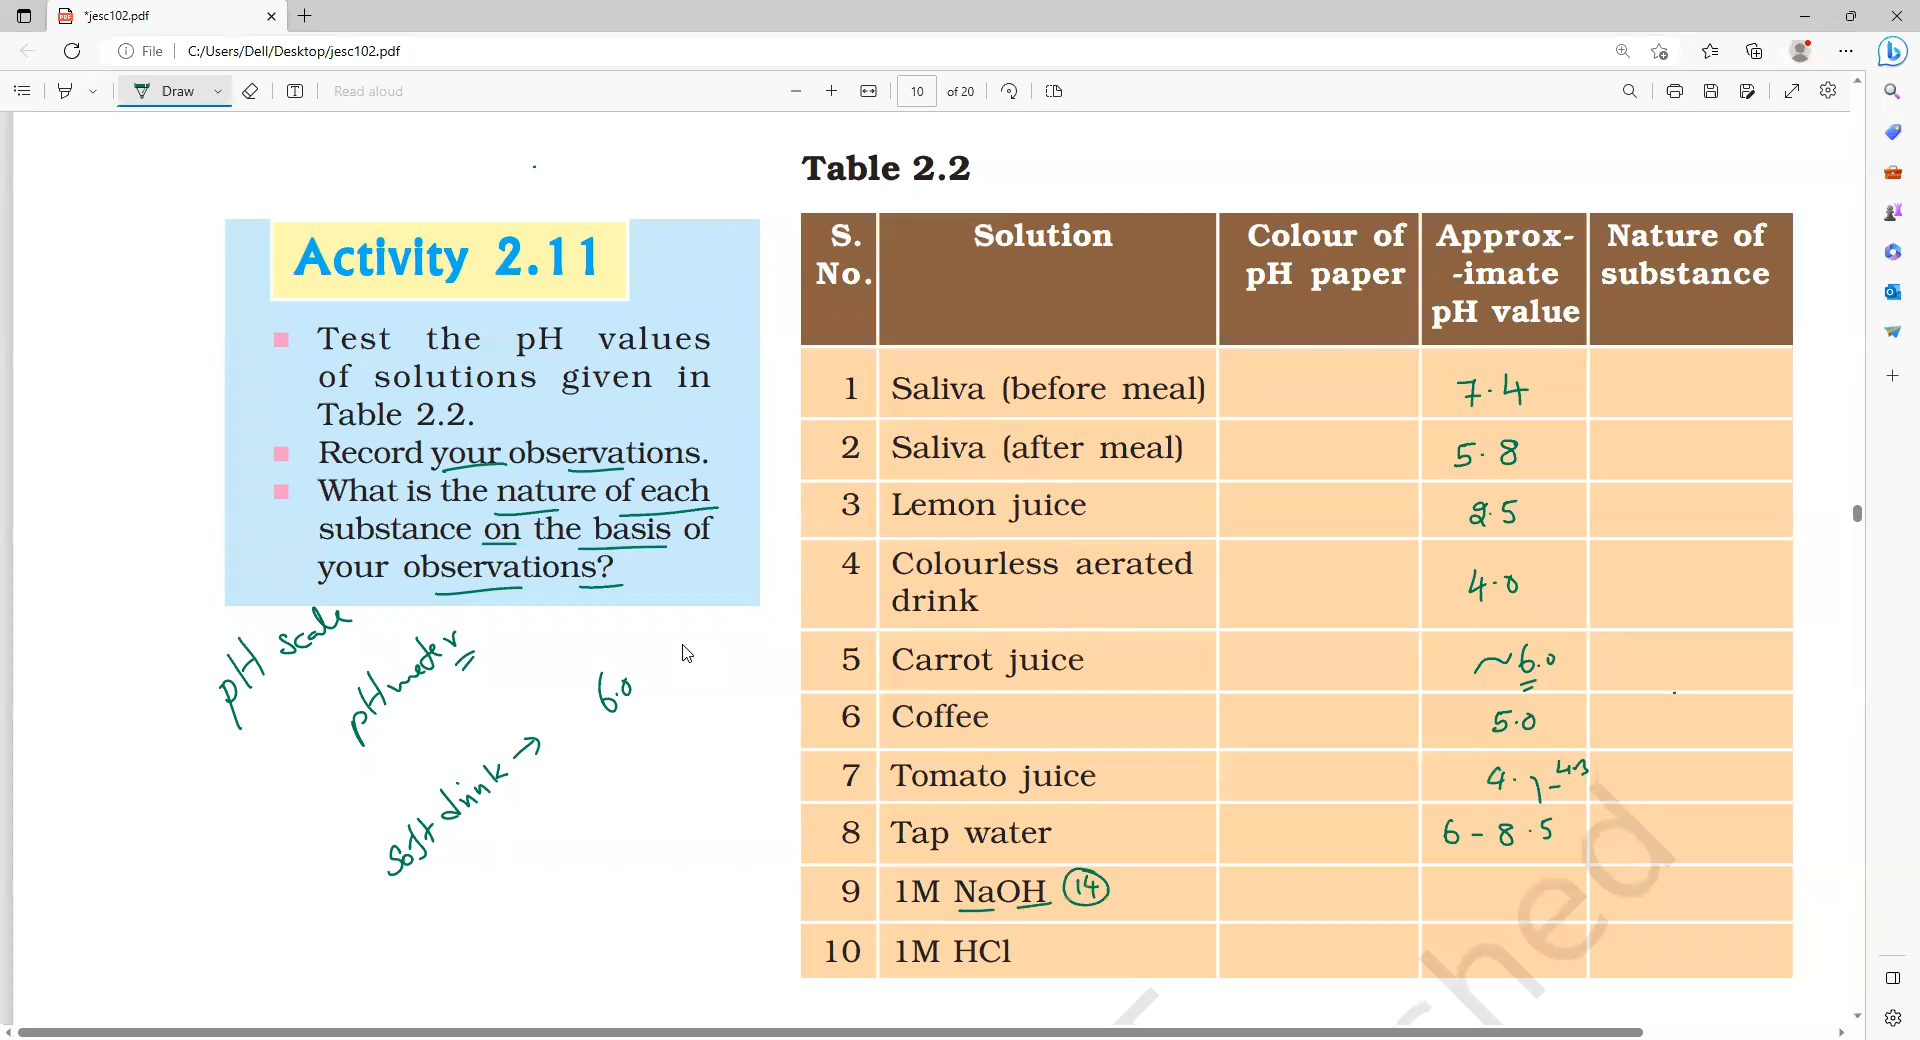 *jesc102.pdf
File
C:/Users/Dell/Desktop/jesc102.pdf
Draw
Read aloud
10
of 20
Activity 2.11
Test the pH values
of solutions given in
Table 2.2.
Record your observations.
What is the nature of each
substance on the basis of
your observations?
pH scale
pH meter
6.0
soft drink →
Table 2.2
S. No. Solution Colour of pH paper Approx- -imate pH value Nature of substance
1 Saliva (before meal) 7.4
2 Saliva (after meal) 5.8
3 Lemon juice 2.5
4 Colourless aerated drink 4.0
5 Carrot juice ~6.0
6 Coffee 5.0
7 Tomato juice
8 Tap water 6 - 8.5
9 1M NaOH 14
10 1M HCl
shed